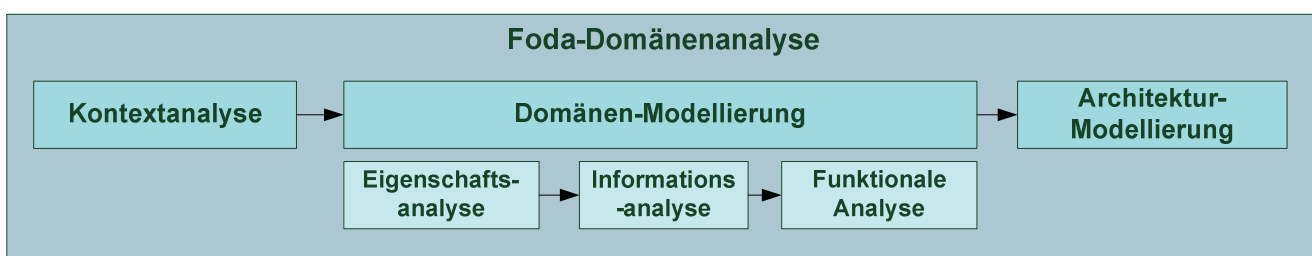 Foda-Domänenanalyse
Kontextanalyse
Domänen-Modellierung
Architektur-
Modellierung
Eigenschafts-
analyse
Informations
-analyse
Funktionale
Analyse